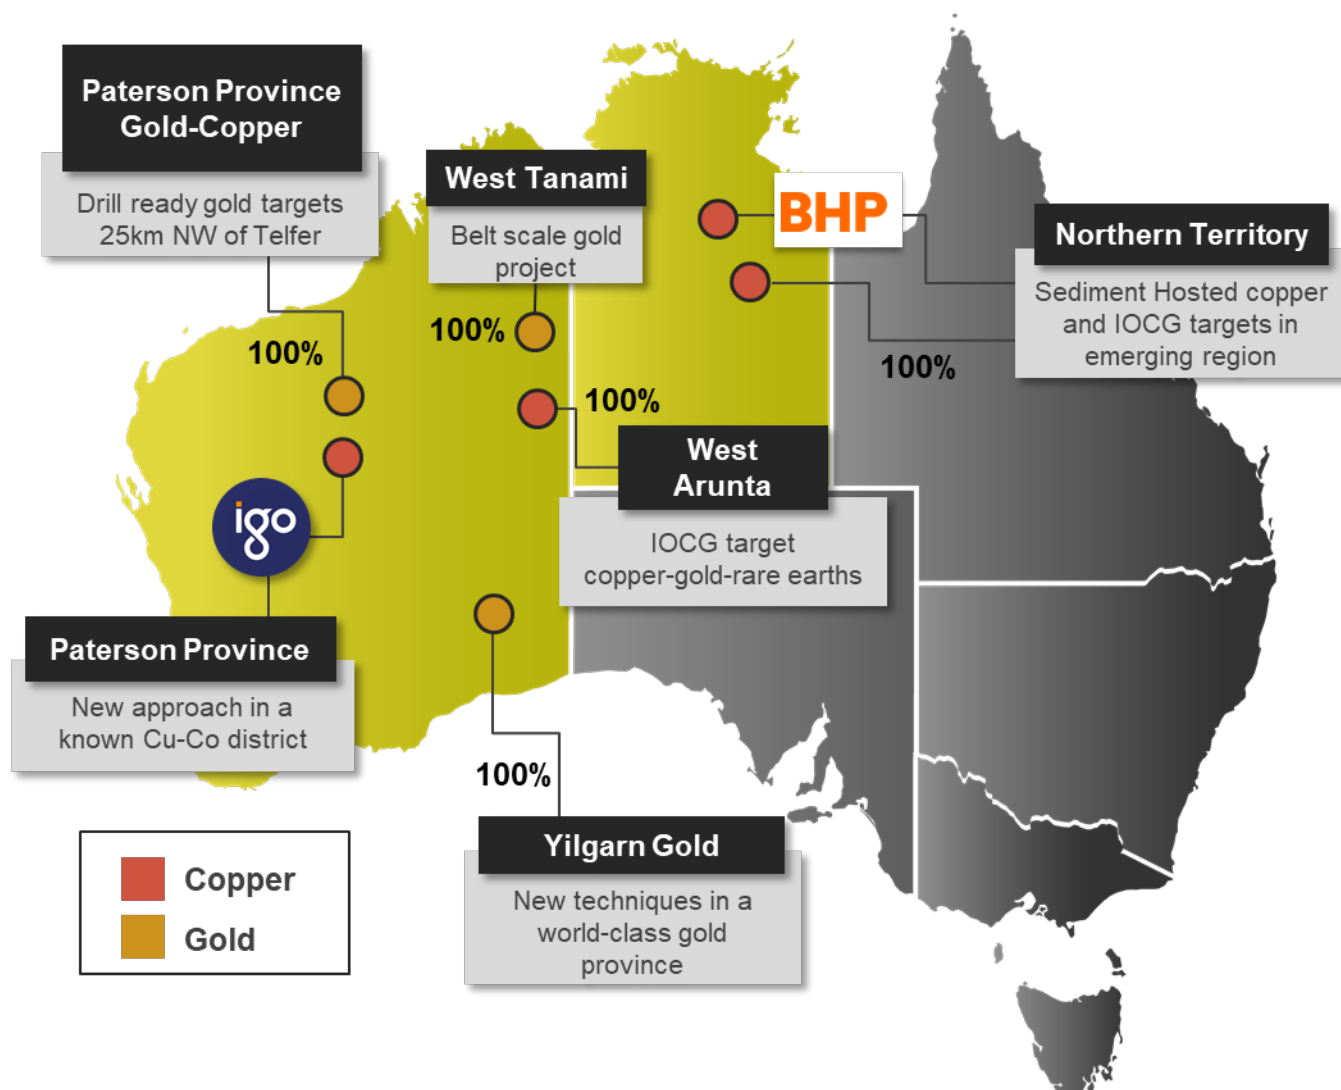 Paterson Province
Gold-Copper
Drill ready gold targets
25km NW of Telfer
100%
West Tanami
Belt scale gold
project
100%
BHP
Northern Territory
Sediment Hosted copper
and IOCG targets in
emerging region
100%
100%
West
Arunta
IOCG target
copper-gold-rare earths
igo
Paterson Province
New approach in a
known Cu-Co district
100%
Yilgarn Gold
New techniques in a
world-class gold
province
Copper
Gold